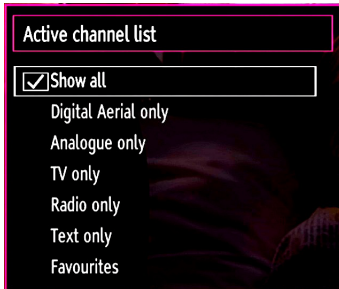 Active channel list
Show all
Digital Aerial only
Analogue only
TV only
Radio only
Text only
Favourites